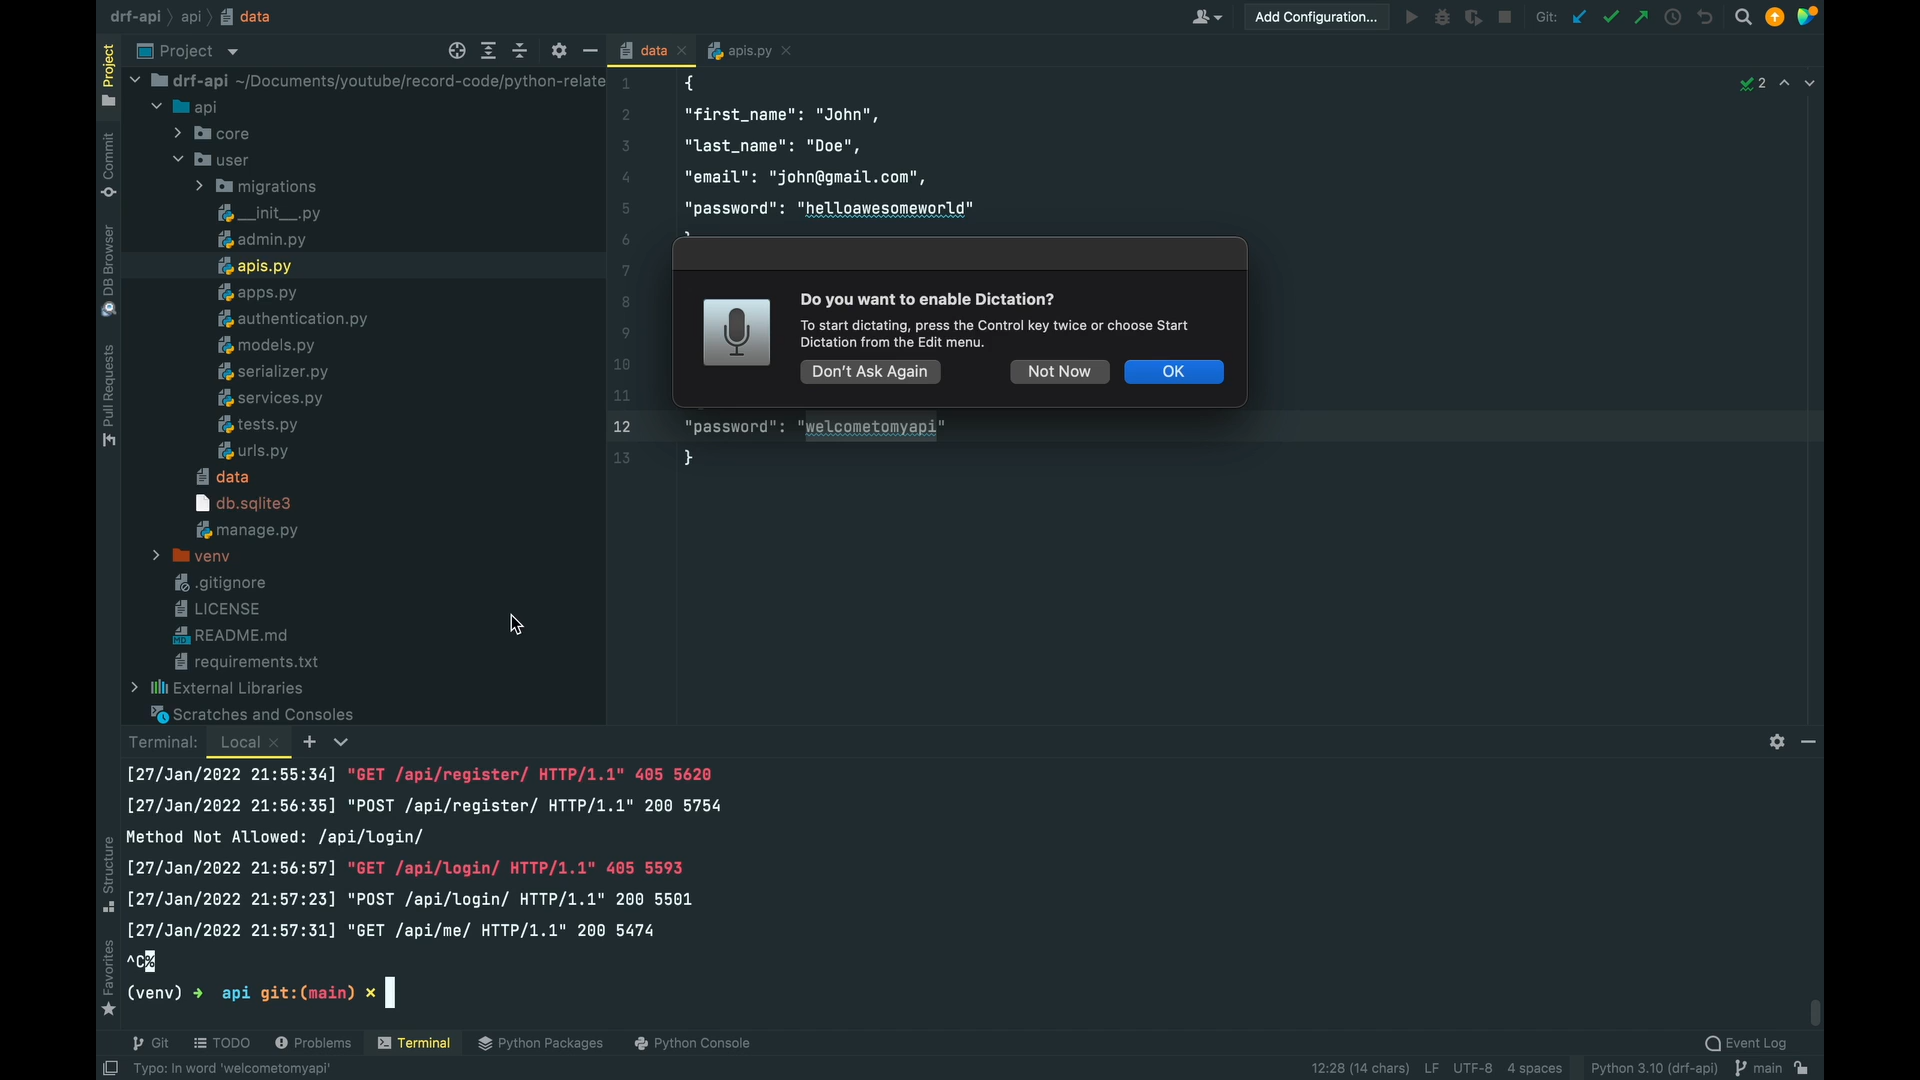 drf-api
api
data
Add Configuration...
Git:
Project
data
apis.py
Project
Commit
DB Browser
Pull Requests
Structure
Favorites
drf-api ~/Documents/youtube/record-code/python-relate
api
core
user
migrations
__init__.py
admin.py
apis.py
apps.py
authentication.py
models.py
serializer.py
services.py
tests.py
urls.py
data
db.sqlite3
manage.py
venv
.gitignore
LICENSE
README.md
requirements.txt
External Libraries
Scratches and Consoles
2
1 {
2 "first_name": "John",
3 "last_name": "Doe",
4 "email": "john@gmail.com",
5 "password": "helloawesomeworld"
6
7
8
9
10
11
12 "password": "welcometomyapi"
13 }
Do you want to enable Dictation?
To start dictating, press the Control key twice or choose Start
Dictation from the Edit menu.
Don't Ask Again
Not Now
OK
Terminal:
Local
[27/Jan/2022 21:55:34] "GET /api/register/ HTTP/1.1" 405 5620
[27/Jan/2022 21:56:35] "POST /api/register/ HTTP/1.1" 200 5754
Method Not Allowed: /api/login/
[27/Jan/2022 21:56:57] "GET /api/login/ HTTP/1.1" 405 5593
[27/Jan/2022 21:57:23] "POST /api/login/ HTTP/1.1" 200 5501
[27/Jan/2022 21:57:31] "GET /api/me/ HTTP/1.1" 200 5474
^C%
(venv) ➜ api git:(main) ×
Git
TODO
Problems
Terminal
Python Packages
Python Console
Event Log
Typo: In word 'welcometomyapi'
12:28 (14 chars)
LF
UTF-8
4 spaces
Python 3.10 (drf-api)
main